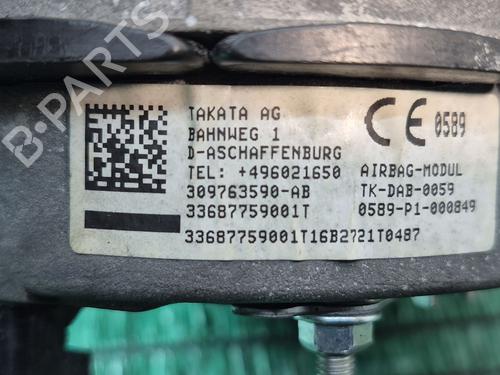 TAKATA AG
BAHNWEG 1
D-ASCHAFFENBURG
TEL: +496021650
309763590-AB
33687759001T
33687759001T16B2721T0487
CE 0589
AIRBAG-MODUL
TK-DAB-0059
0589-P1-000849